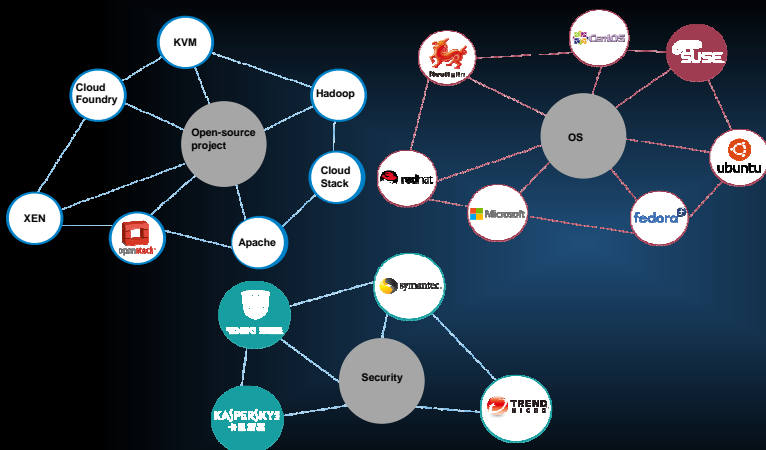 KVM
Cloud
Foundry
Hadoop
Open-source
project
Cloud
Stack
XEN
openstack
Apache
CentOS
SUSE
OS
ubuntu
redhat
Microsoft
fedora
symantec.
Security
KASPERSKY
TREND
MICRO